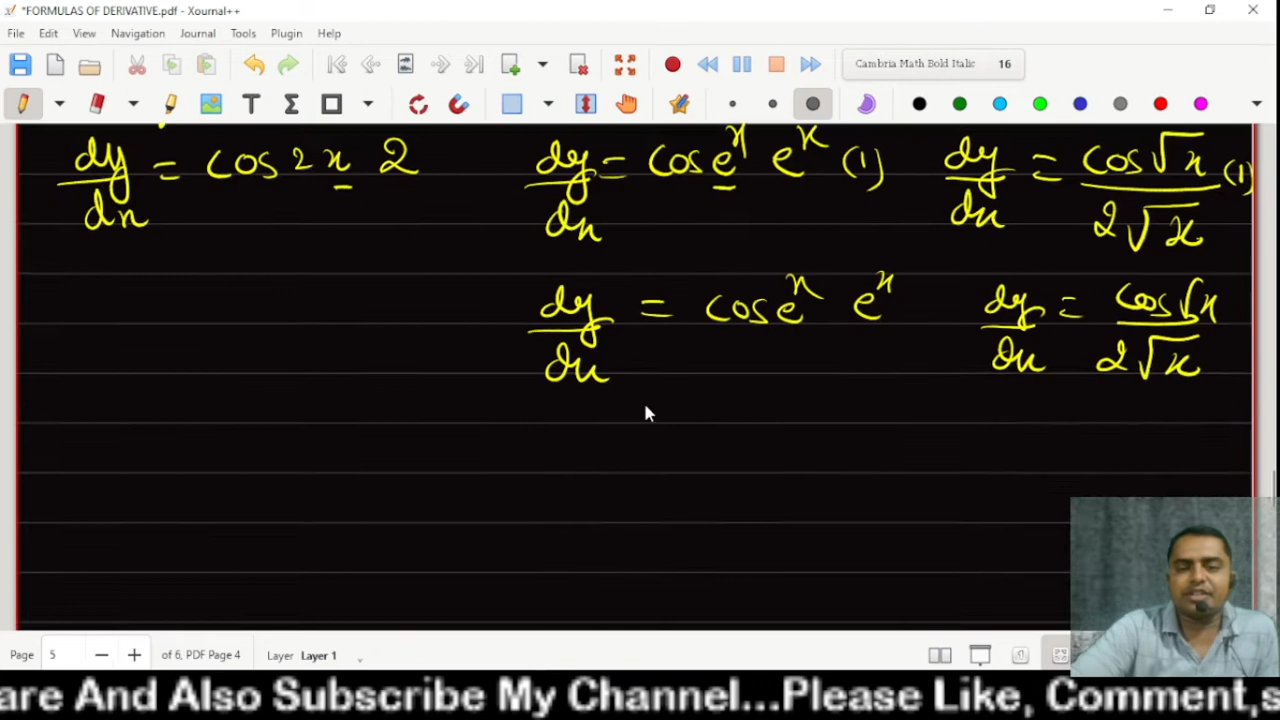 *FORMULAS OF DERIVATIVE.pdf - Xournal++
File Edit View Navigation Journal Tools Plugin Help
Cambria Math Bold Italic 16
dy/dx = cos 2x 2
dy/dx = cos e^x e^x (1)
dy/dx = cos√x / 2√x (1)
dy/dx = cos e^x e^x
dy/dx = cos√x / 2√x
Page 5 of 6, PDF Page 4 Layer Layer 1
are And Also Subscribe My Channel...Please Like, Comment,s